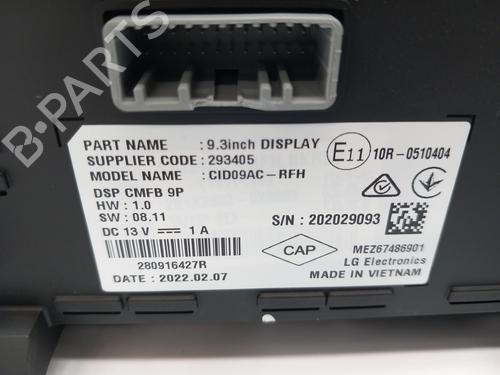 B-PARTS
PART NAME : 9.3inch DISPLAY
SUPPLIER CODE : 293405
MODEL NAME : CID09AC-RFH
DSP CMFB 9P
HW : 1.0
SW : 08.11
DC 13 V 1 A
280916427R
DATE : 2022.02.07
E11 10R-0510404
S/N : 202029093
CAP
MEZ67486901
LG Electronics
MADE IN VIETNAM